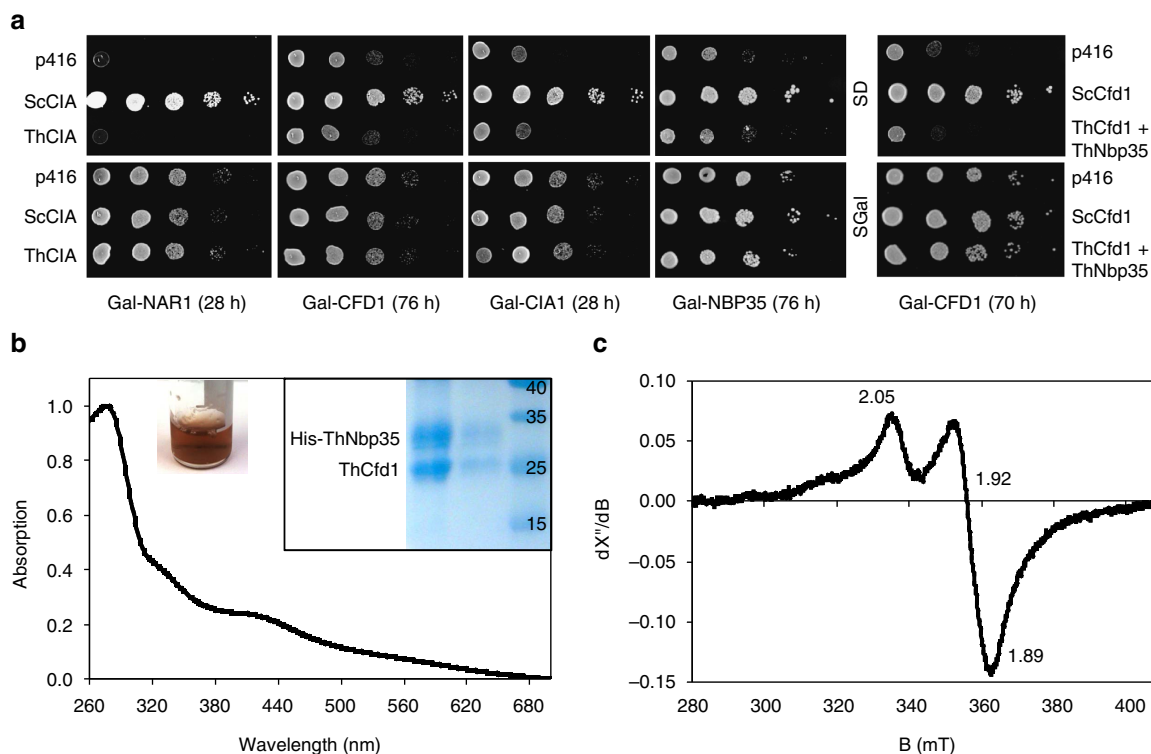 a
p416
ScCIA
ThCIA
p416
ScCIA
ThCIA
SD
SGal
p416
ScCfd1
ThCfd1 +
ThNbp35
p416
ScCfd1
ThCfd1 +
ThNbp35
Gal-NAR1 (28 h)
Gal-CFD1 (76 h)
Gal-CIA1 (28 h)
Gal-NBP35 (76 h)
Gal-CFD1 (70 h)
b
Absorption
1.0
0.8
0.6
0.4
0.2
0.0
260 320 380 440 500 560 620 680
Wavelength (nm)
His-ThNbp35
ThCfd1
40
35
25
15
c
dX"/dB
0.10
0.05
0.00
–0.05
–0.10
–0.15
2.05
1.92
1.89
280 320 340 360 380 400
B (mT)